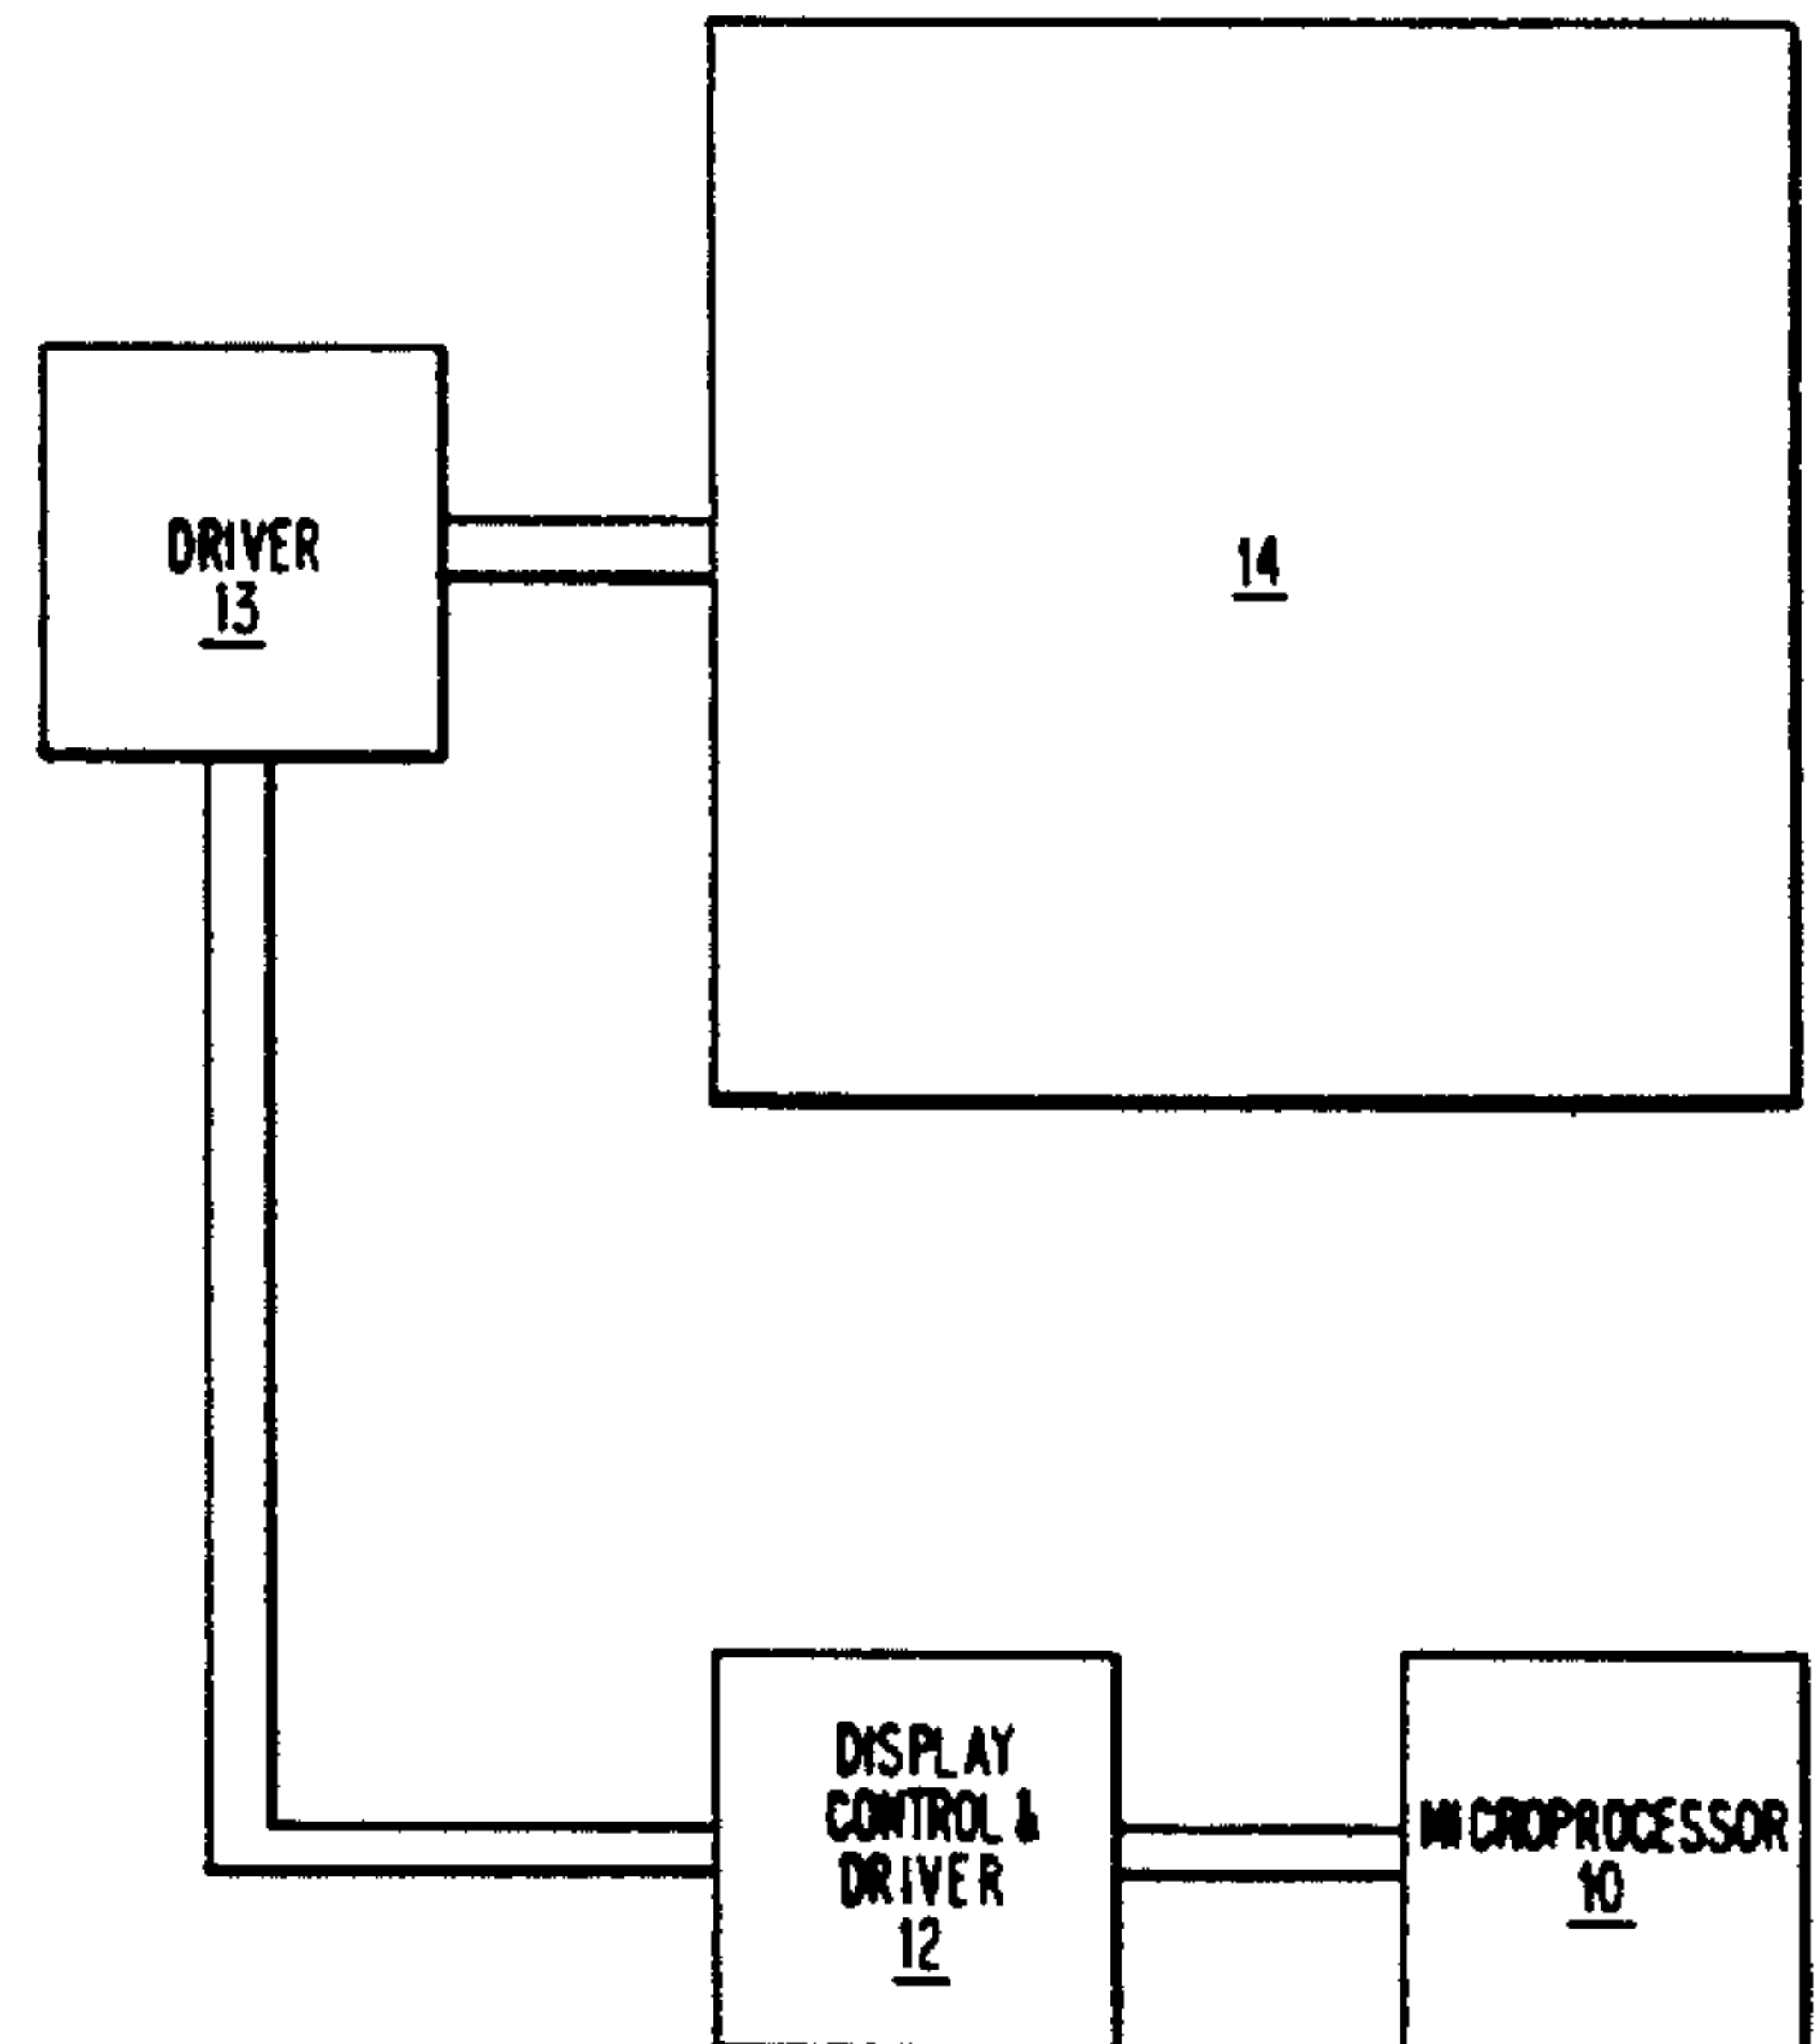 DRIVER
13
14
DISPLAY
CONTROL &
DRIVER
12
MICROPROCESSOR
10